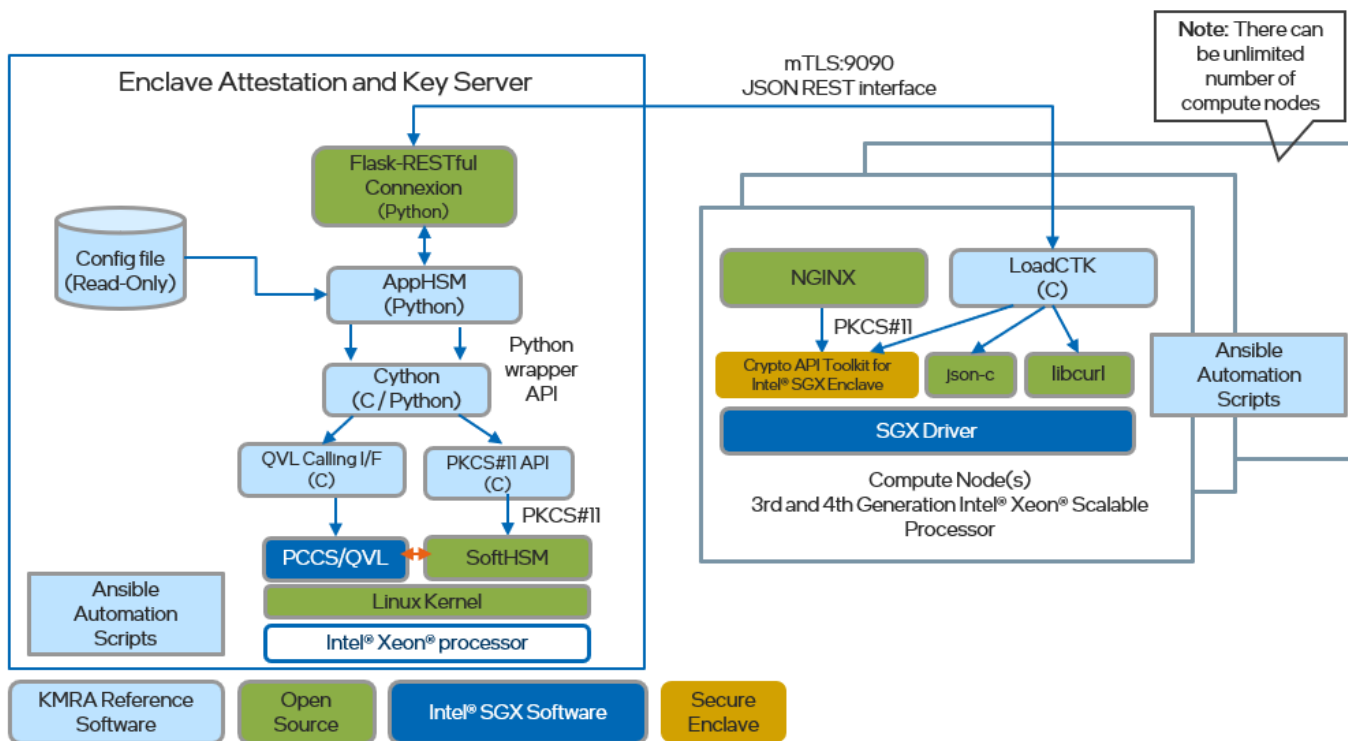 Note: There can
be unlimited
number of
compute nodes
mTLS:9090
JSON REST interface
Enclave Attestation and Key Server
Flask-RESTful
Connexion
(Python)
Config file
(Read-Only)
AppHSM
(Python)
Python
wrapper
API
Cython
(C / Python)
QVL Calling I/F
(C)
PKCS#11 API
(C)
PKCS#11
PCCS/QVL
SoftHSM
Linux Kernel
Intel® Xeon® processor
Ansible
Automation
Scripts
NGINX
LoadCTK
(C)
PKCS#11
Crypto API Toolkit for
Intel® SGX Enclave
json-c
libcurl
SGX Driver
Compute Node(s)
3rd and 4th Generation Intel® Xeon® Scalable
Processor
Ansible
Automation
Scripts
KMRA Reference
Software
Open
Source
Intel® SGX Software
Secure
Enclave